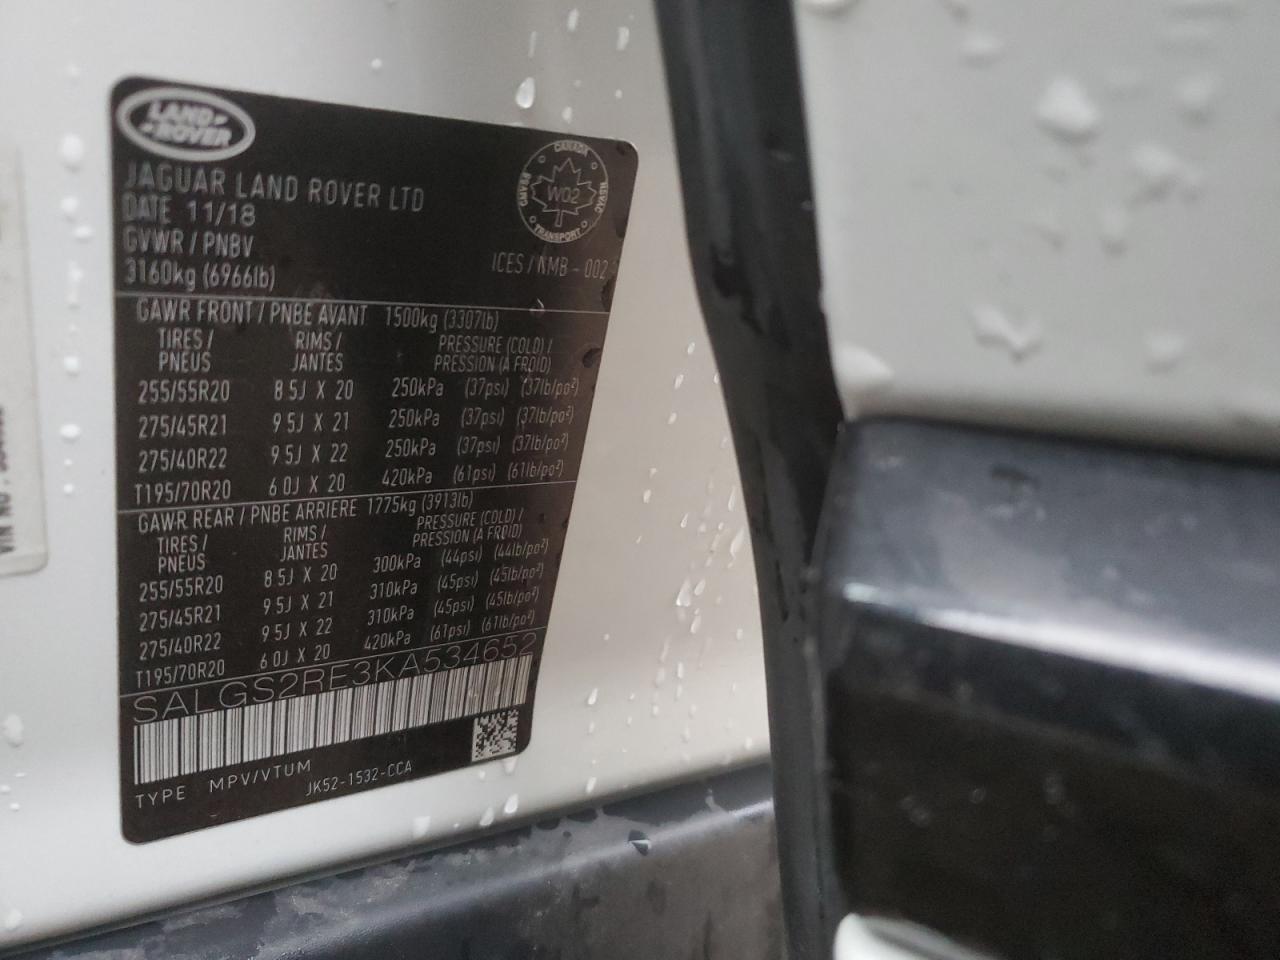 LAND ROVER
JAGUAR LAND ROVER LTD
DATE 11/18
GVWR / PNBV
3160kg (6966lb)
CANADA
W02
TRANSPORT
CMVSS
NSVAC
ICES / NMB - 002
GAWR FRONT / PNBE AVANT 1500kg (3307lb)
TIRES / RIMS / PRESSURE (COLD) /
PNEUS JANTES PRESSION (A FROID)
255/55R20 8 5J X 20 250kPa (37psi) (37lb/po²)
275/45R21 9 5J X 21 250kPa (37psi) (37lb/po²)
275/40R22 9 5J X 22 250kPa (37psi) (37lb/po²)
T195/70R20 6 0J X 20 420kPa (61psi) (61lb/po²)
GAWR REAR / PNBE ARRIERE 1775kg (3913lb)
TIRES / RIMS / PRESSURE (COLD) /
PNEUS JANTES PRESSION (A FROID)
255/55R20 8 5J X 20 300kPa (44psi) (44lb/po²)
275/45R21 9 5J X 21 310kPa (45psi) (45lb/po²)
275/40R22 9 5J X 22 310kPa (45psi) (45lb/po²)
T195/70R20 6 0J X 20 420kPa (61psi) (61lb/po²)
SALGS2RE3KA534652
TYPE MPV/VTUM
JK52-1532-CCA
VIN NO.: